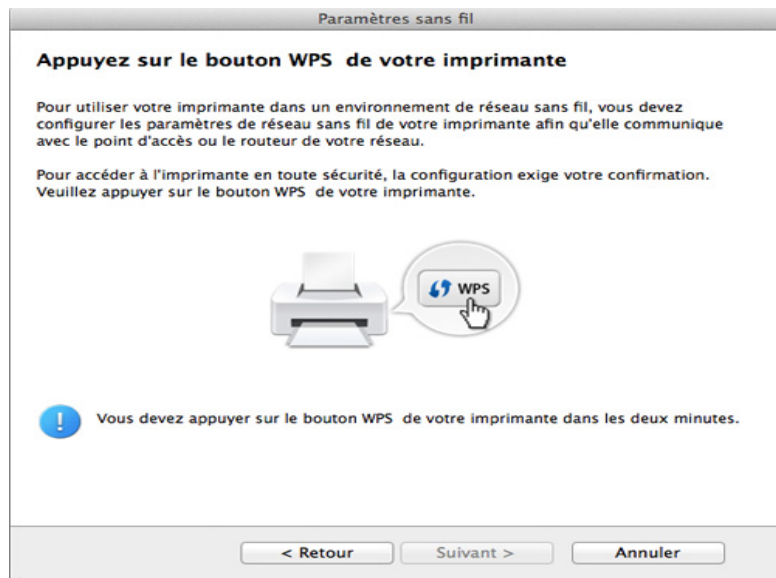 Paramètres sans fil
Appuyez sur le bouton WPS de votre imprimante
Pour utiliser votre imprimante dans un environnement de réseau sans fil, vous devez
configurer les paramètres de réseau sans fil de votre imprimante afin qu'elle communique
avec le point d'accès ou le routeur de votre réseau.
Pour accéder à l'imprimante en toute sécurité, la configuration exige votre confirmation.
Veuillez appuyer sur le bouton WPS de votre imprimante.
WPS
Vous devez appuyer sur le bouton WPS de votre imprimante dans les deux minutes.
< Retour
Suivant >
Annuler